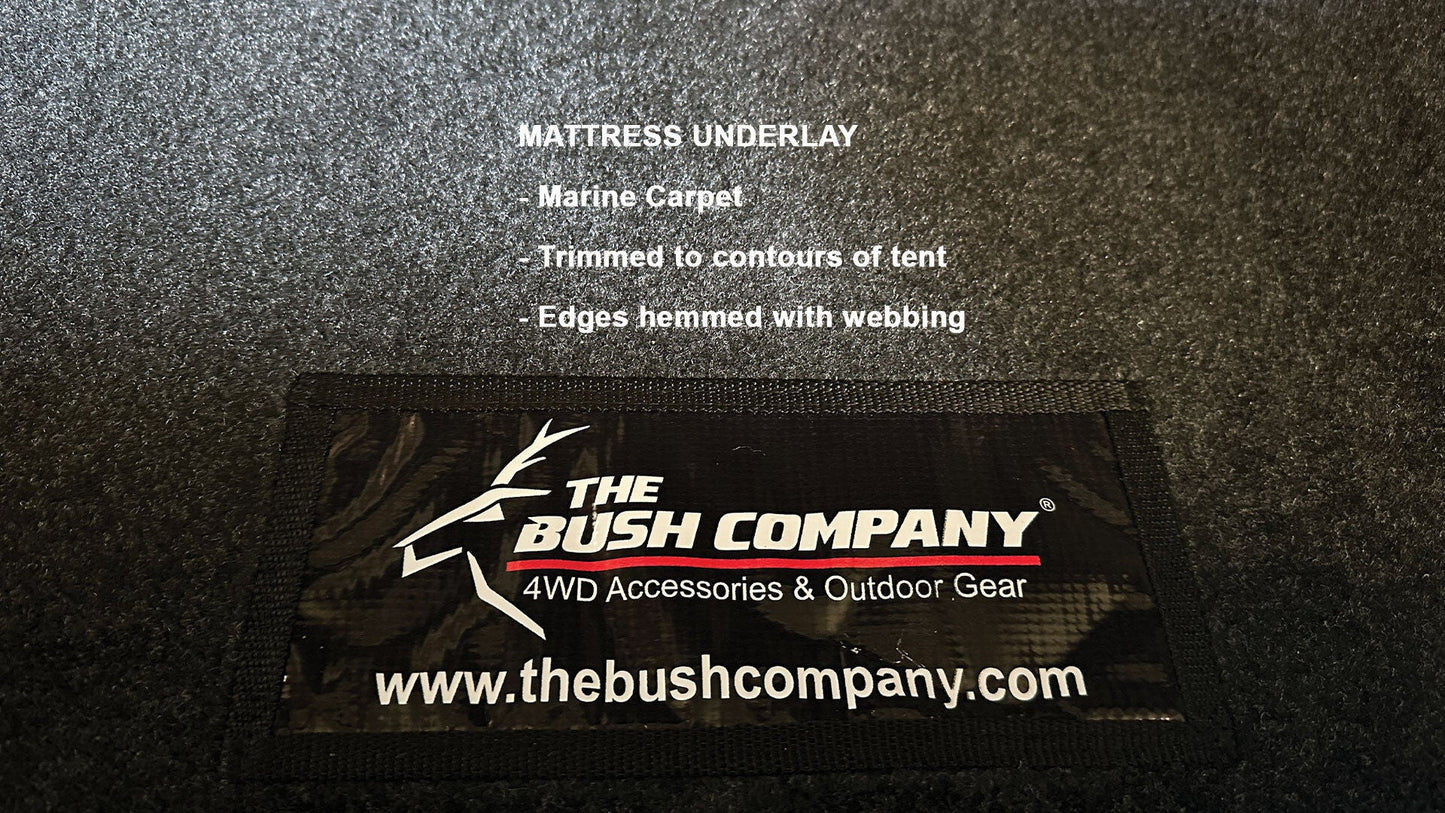 MATTRESS UNDERLAY
- Marine Carpet
- Trimmed to contours of tent
- Edges hemmed with webbing
THE
BUSH COMPANY®
4WD Accessories & Outdoor Gear
www.thebushcompany.com